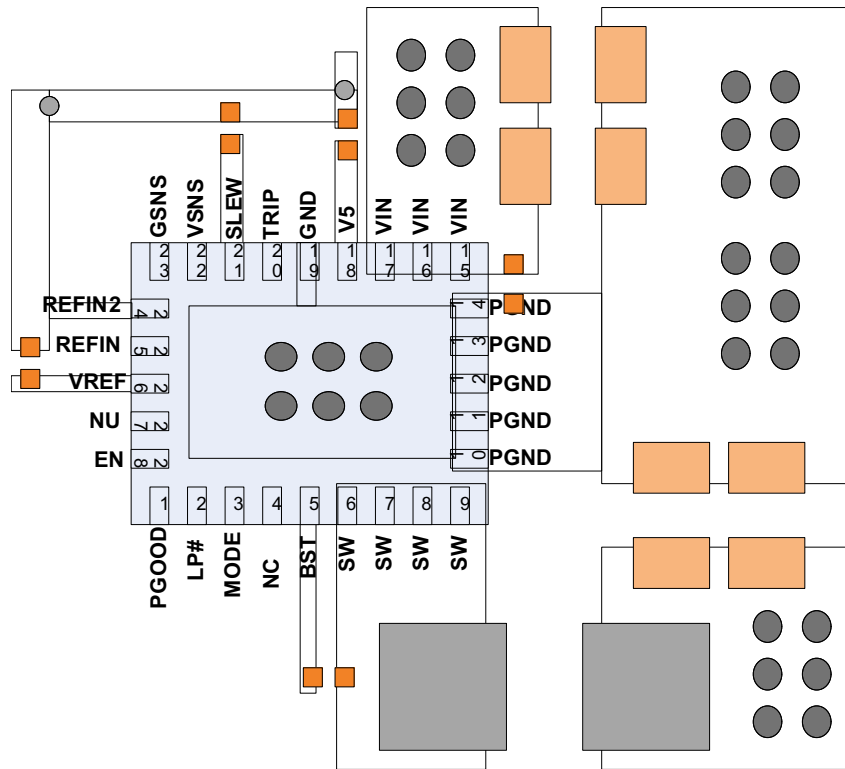 GSNS
VSNS
SLEW
TRIP
GND
V5
VIN
VIN
VIN
23
22
21
20
19
18
17
16
15
REFIN2
24
REFIN
25
VREF
26
NU
27
EN
28
14
PGND
13
PGND
12
PGND
11
PGND
10
PGND
1
2
3
4
5
6
7
8
9
PGOOD
LP#
MODE
NC
BST
SW
SW
SW
SW